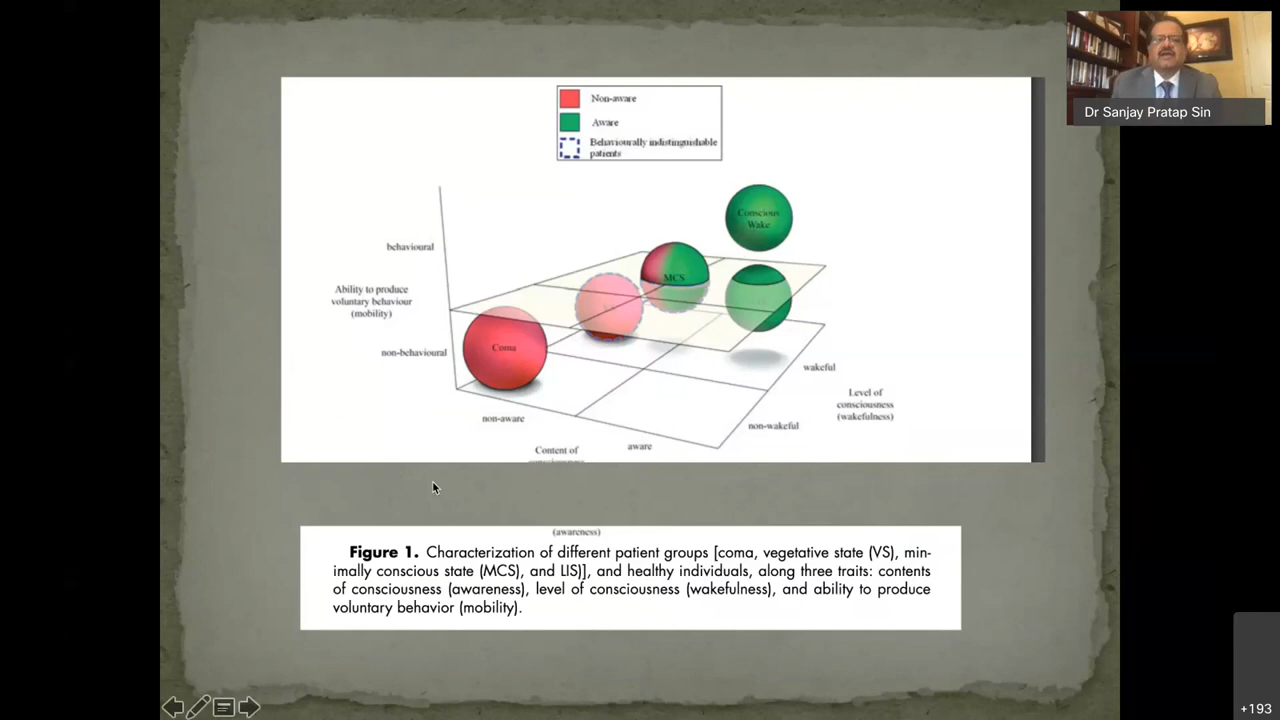 Dr Sanjay Pratap Sin
Non-aware
Aware
Behaviourally indistinguishable
patients
Conscious
Wake
behavioural
MCS
Ability to produce
voluntary behaviour
(mobility)
Coma
non-behavioural
wakeful
Level of
consciousness
(wakefulness)
non-aware
non-wakeful
aware
Content of
(awareness)
Figure 1. Characterization of different patient groups [coma, vegetative state (VS), min-
imally conscious state (MCS), and LIS)], and healthy individuals, along three traits: contents
of consciousness (awareness), level of consciousness (wakefulness), and ability to produce
voluntary behavior (mobility).
+193